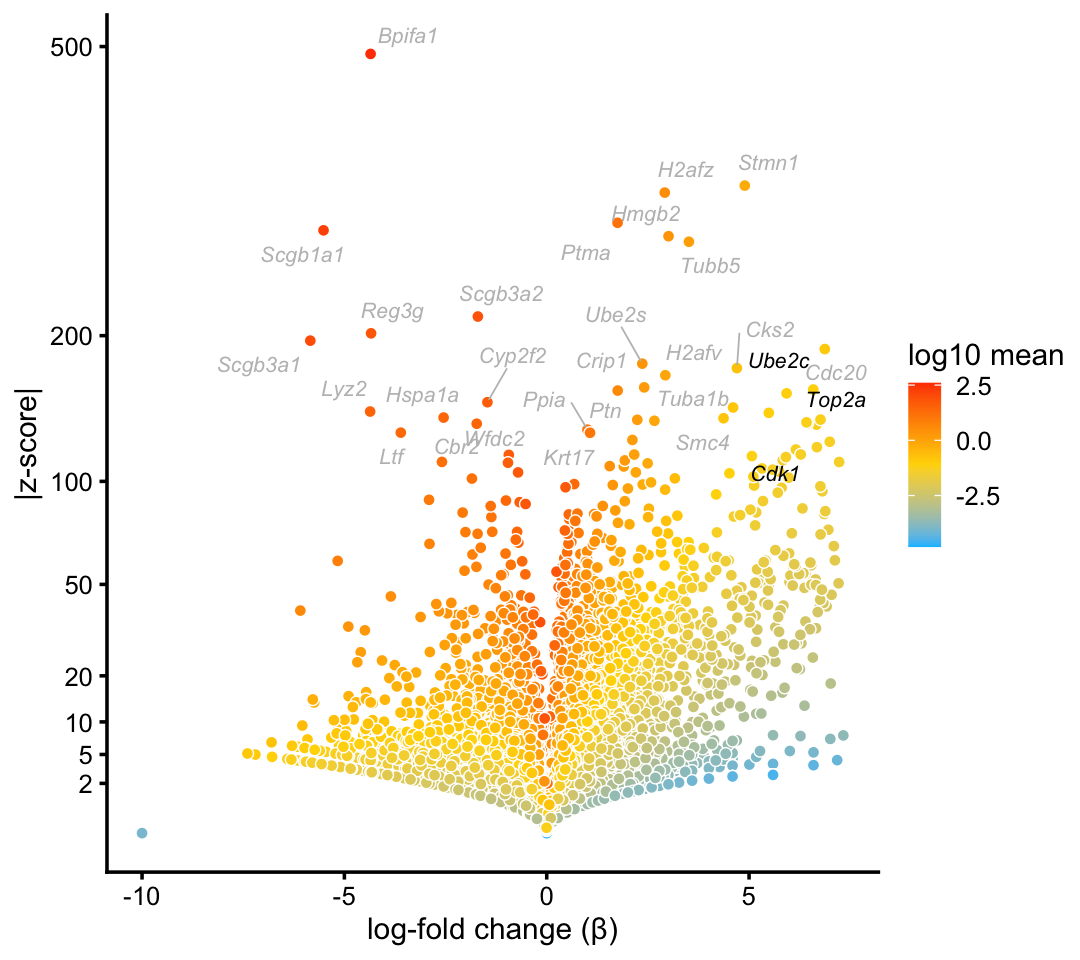 500
200
100
50
20
10
5
2
|z-score|
Bpifa1
Stmn1
H2afz
Hmgb2
Ptma
Tubb5
Scgb1a1
Scgb3a2
Reg3g
Ube2s
Cks2
Scgb3a1
Cyp2f2
Crip1
H2afv
Ube2c
Cdc20
Lyz2
Hspa1a
Ppia
Ptn
Tuba1b
Top2a
Ltf
Cbr2
Wfdc2
Krt17
Smc4
Cdk1
-10
-5
0
5
log-fold change (β)
log10 mean
2.5
0.0
-2.5